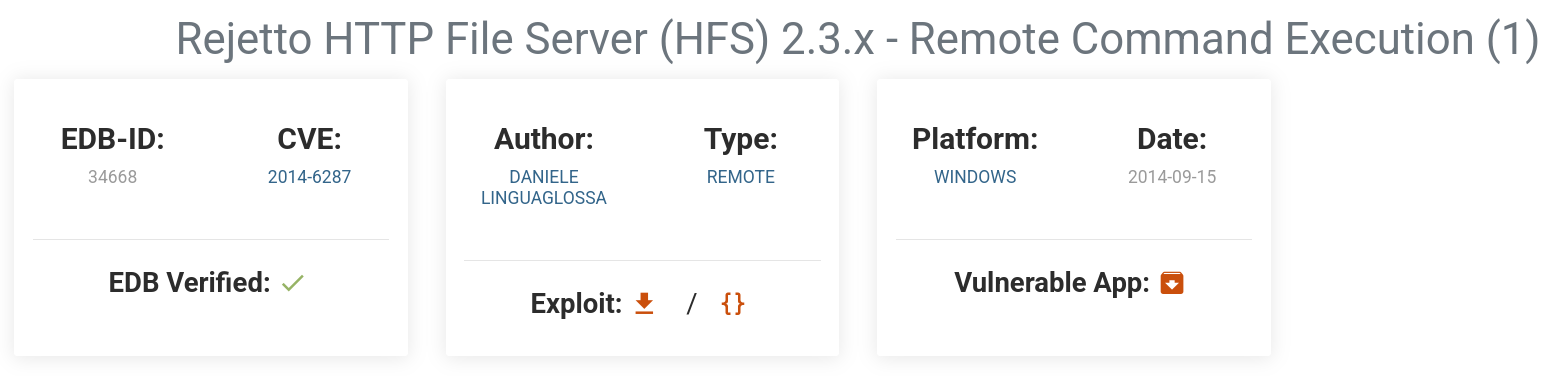 Rejetto HTTP File Server (HFS) 2.3.x - Remote Command Execution (1)
EDB-ID:
34668
CVE:
2014-6287
EDB Verified:
Author:
DANIELE
LINGUAGLOSSA
Type:
REMOTE
Exploit: / {}
Platform:
WINDOWS
Date:
2014-09-15
Vulnerable App: